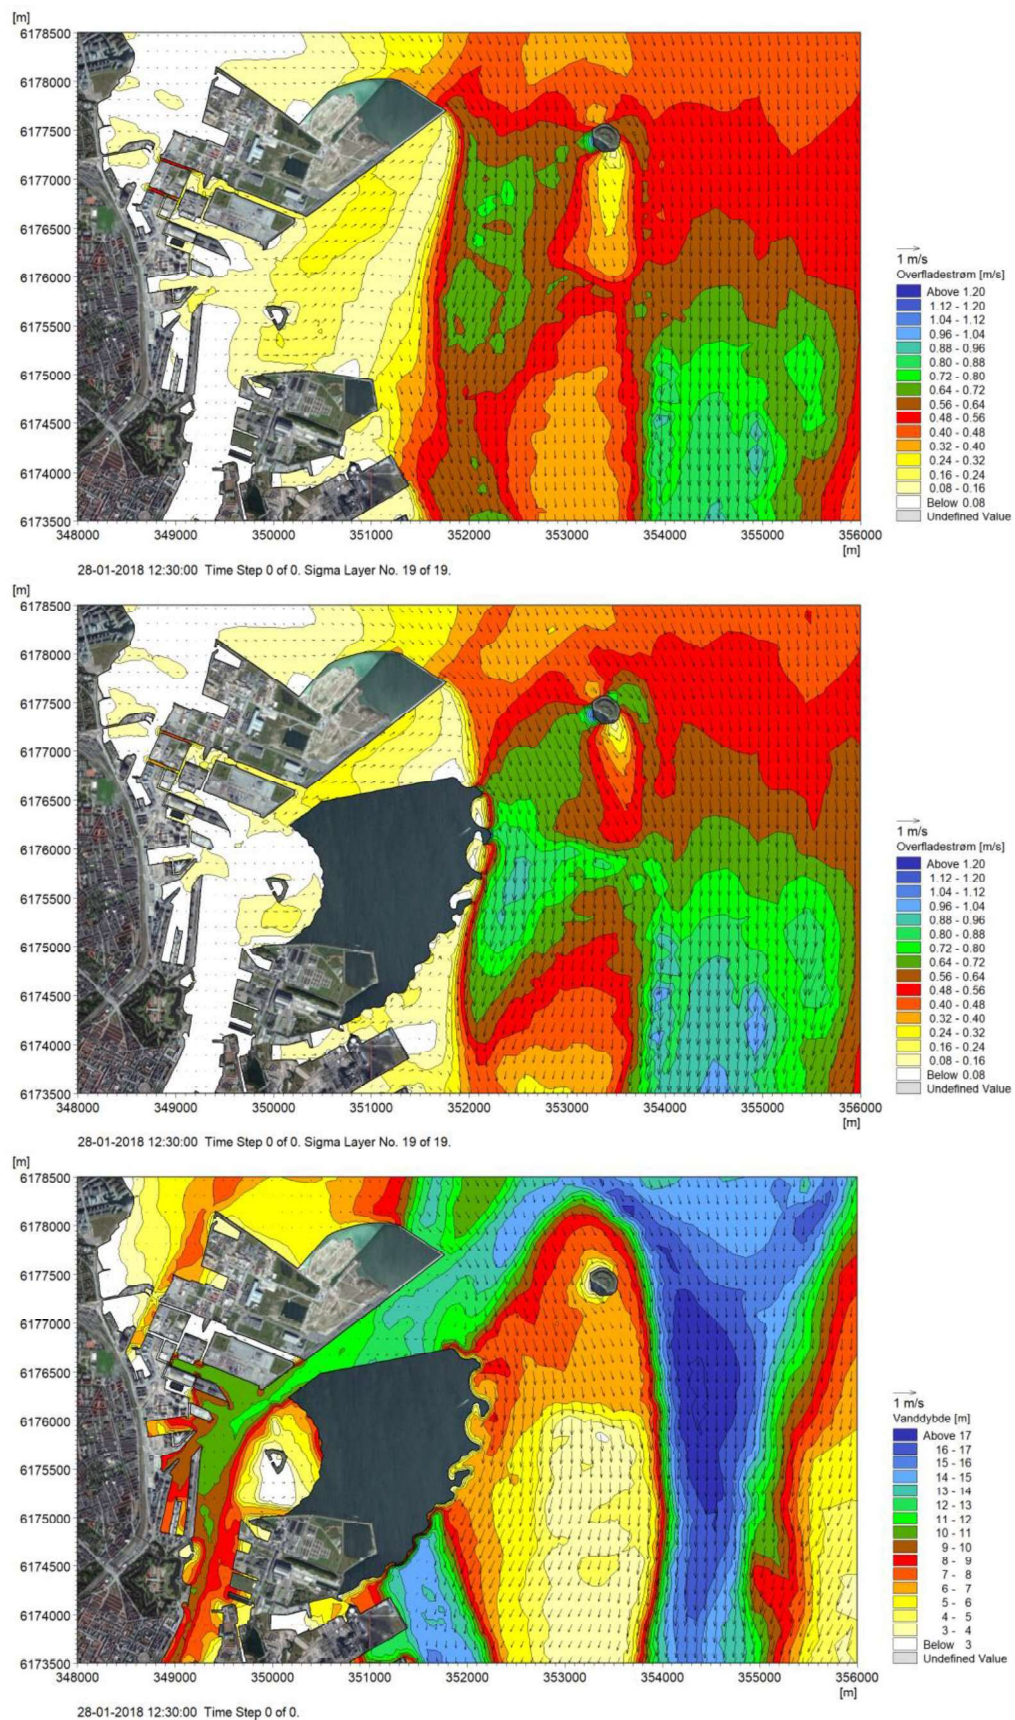 [m]
6178500
6178000
6177500
6177000
6176500
6176000
6175500
6175000
6174500
6174000
6173500
348000 349000 350000 351000 352000 353000 354000 355000 356000
[m]
1 m/s
Overfladestrøm [m/s]
Above 1.20
1.12 - 1.20
1.04 - 1.12
0.96 - 1.04
0.88 - 0.96
0.80 - 0.88
0.72 - 0.80
0.64 - 0.72
0.56 - 0.64
0.48 - 0.56
0.40 - 0.48
0.32 - 0.40
0.24 - 0.32
0.16 - 0.24
0.08 - 0.16
Below 0.08
Undefined Value
28-01-2018 12:30:00 Time Step 0 of 0. Sigma Layer No. 19 of 19.
[m]
6178500
6178000
6177500
6177000
6176500
6176000
6175500
6175000
6174500
6174000
6173500
348000 349000 350000 351000 352000 353000 354000 355000 356000
[m]
1 m/s
Overfladestrøm [m/s]
Above 1.20
1.12 - 1.20
1.04 - 1.12
0.96 - 1.04
0.88 - 0.96
0.80 - 0.88
0.72 - 0.80
0.64 - 0.72
0.56 - 0.64
0.48 - 0.56
0.40 - 0.48
0.32 - 0.40
0.24 - 0.32
0.16 - 0.24
0.08 - 0.16
Below 0.08
Undefined Value
28-01-2018 12:30:00 Time Step 0 of 0. Sigma Layer No. 19 of 19.
[m]
6178500
6178000
6177500
6177000
6176500
6176000
6175500
6175000
6174500
6174000
6173500
348000 349000 350000 351000 352000 353000 354000 355000 356000
[m]
1 m/s
Vanddybde [m]
Above 17
16 - 17
15 - 16
14 - 15
13 - 14
12 - 13
11 - 12
10 - 11
9 - 10
8 - 9
7 - 8
6 - 7
5 - 6
4 - 5
3 - 4
Below 3
Undefined Value
28-01-2018 12:30:00 Time Step 0 of 0.